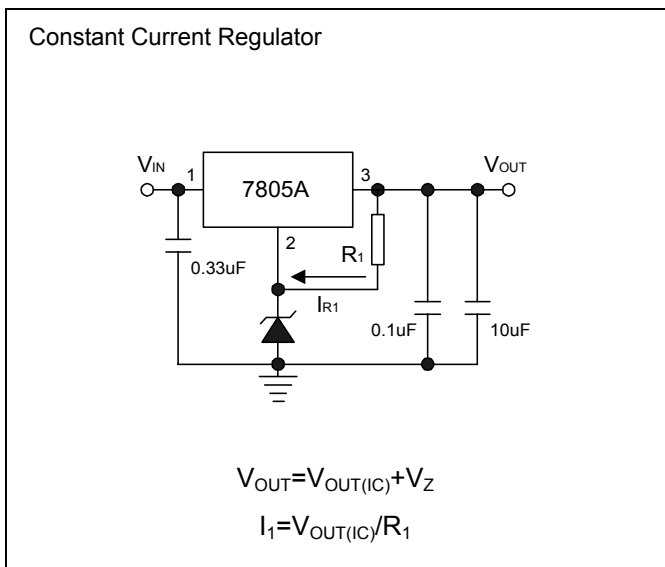 Constant Current Regulator
VIN
1
7805A
3
VOUT
2
R1
0.33uF
IR1
0.1uF
10uF
VOUT=VOUT(IC)+VZ
I1=VOUT(IC)/R1